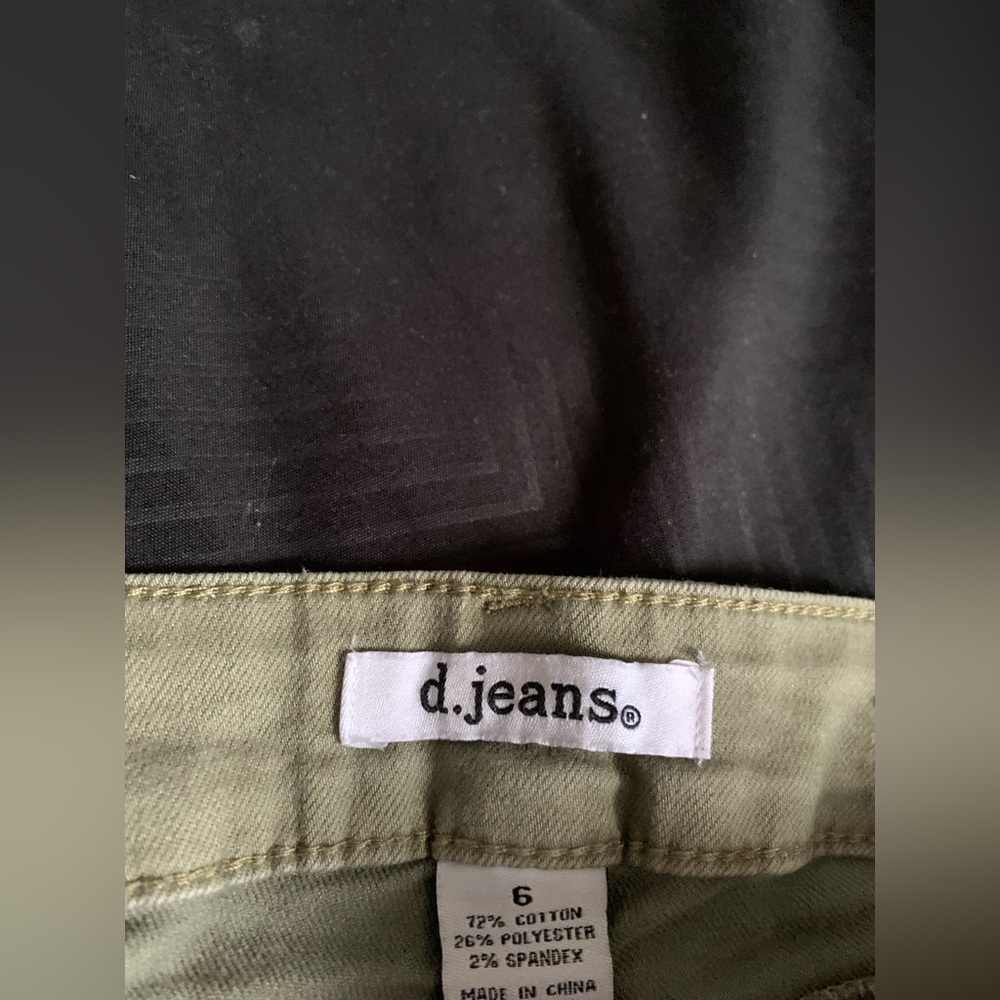 d.jeans®
6
72% COTTON
26% POLYESTER
2% SPANDEX
MADE IN CHINA